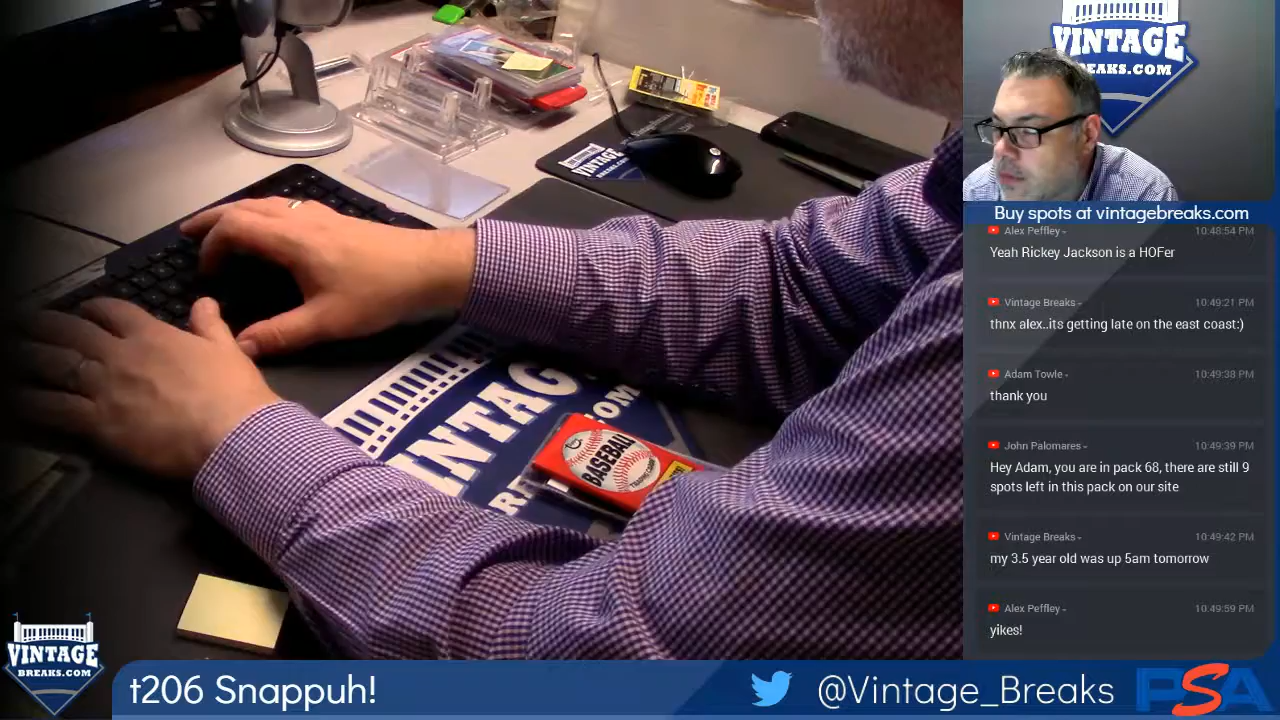 VINTAGE
BREAKS.COM
VINTAGE
BREAKS.COM
Buy spots at vintagebreaks.com
Alex Peffley
10:48:54 PM
Yeah Rickey Jackson is a HOFer
Vintage Breaks
10:49:21 PM
thnx alex..its getting late on the east coast:)
Adam Towle
10:49:38 PM
thank you
John Palomares
10:49:39 PM
Hey Adam, you are in pack 68, there are still 9
spots left in this pack on our site
Vintage Breaks
10:49:42 PM
my 3.5 year old was up 5am tomorrow
Alex Peffley
10:49:59 PM
yikes!
BASEBALL
VINTAGE
BREAKS.COM
t206 Snappuh!
@Vintage_Breaks
PSA